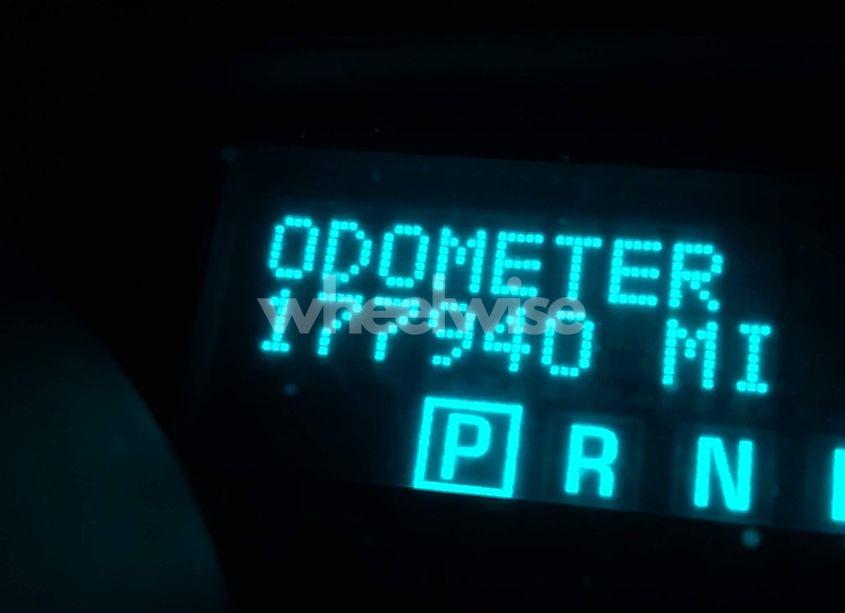 ODOMETER
177940 MI
wheelwise
P R N